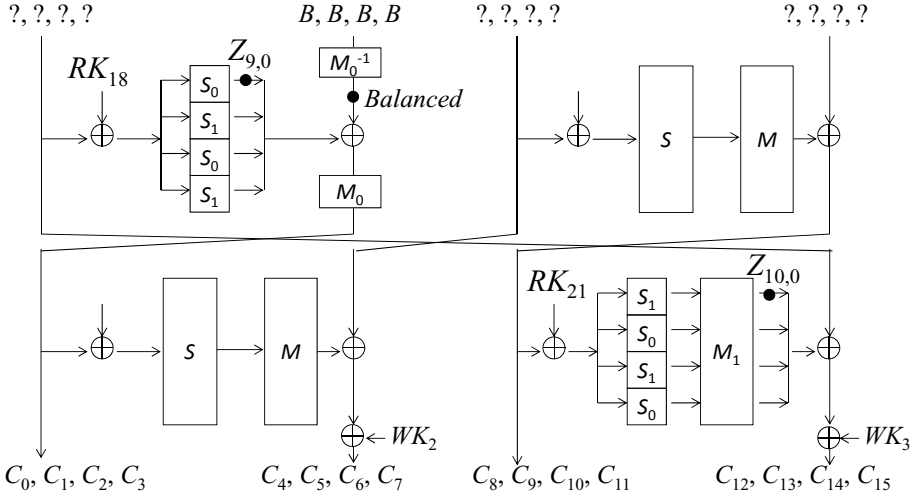 ?, ?, ?, ? B, B, B, B ?, ?, ?, ? ?, ?, ?, ?
M₀⁻¹
RK₁₈ Z₉,₀
Balanced
S₀
S₁
S₀
S₁
S M
M₀
Z₁₀,₀
RK₂₁
S M
S₁
S₀
S₁
S₀
M₁
WK₂ WK₃
C₀, C₁, C₂, C₃ C₄, C₅, C₆, C₇ C₈, C₉, C₁₀, C₁₁ C₁₂, C₁₃, C₁₄, C₁₅